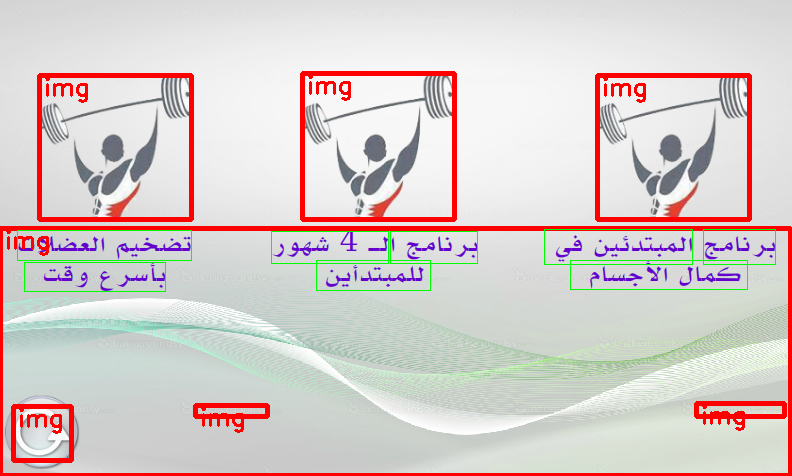 img
img
img
img
برنامج المبتدئين في
كمال الأجسام
برنامج الــ 4 شهور
للمبتدأين
تضخيم العضلات
بأسرع وقت
img
img
img